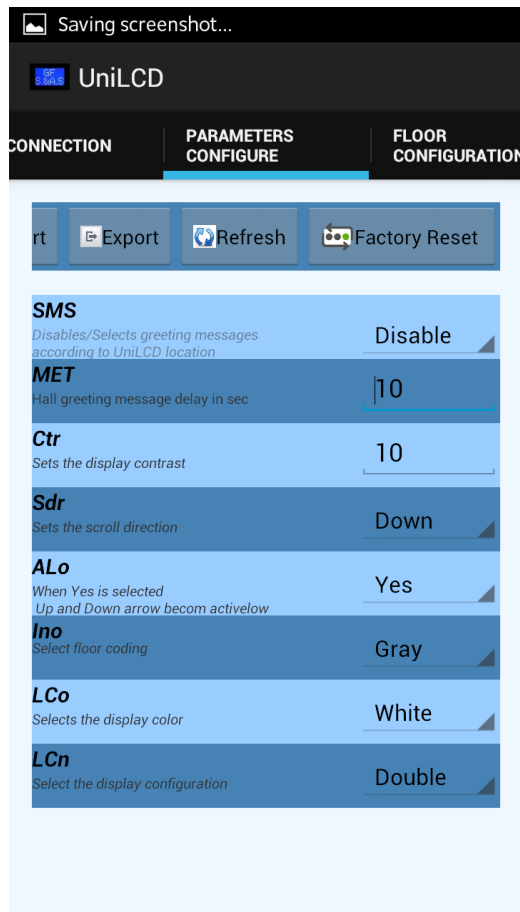 Saving screenshot...
GF
S.&A.S
UniLCD
CONNECTION
PARAMETERS
CONFIGURE
FLOOR
CONFIGURATION
rt
Export
Refresh
Factory Reset
SMS
Disables/Selects greeting messages
according to UniLCD location
Disable
MET
Hall greeting message delay in sec
10
Ctr
Sets the display contrast
10
Sdr
Sets the scroll direction
Down
ALo
When Yes is selected
Up and Down arrow becom activelow
Yes
Ino
Select floor coding
Gray
LCo
Selects the display color
White
LCn
Select the display configuration
Double